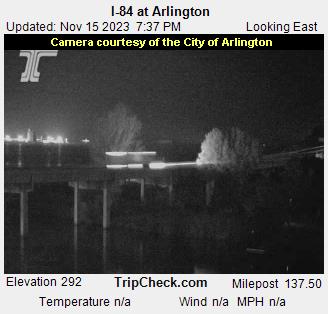 I-84 at Arlington
Updated: Nov 15 2023 7:37 PM Looking East
Camera courtesy of the City of Arlington
Elevation 292 TripCheck.com Milepost 137.50
Temperature n/a Wind n/a MPH n/a